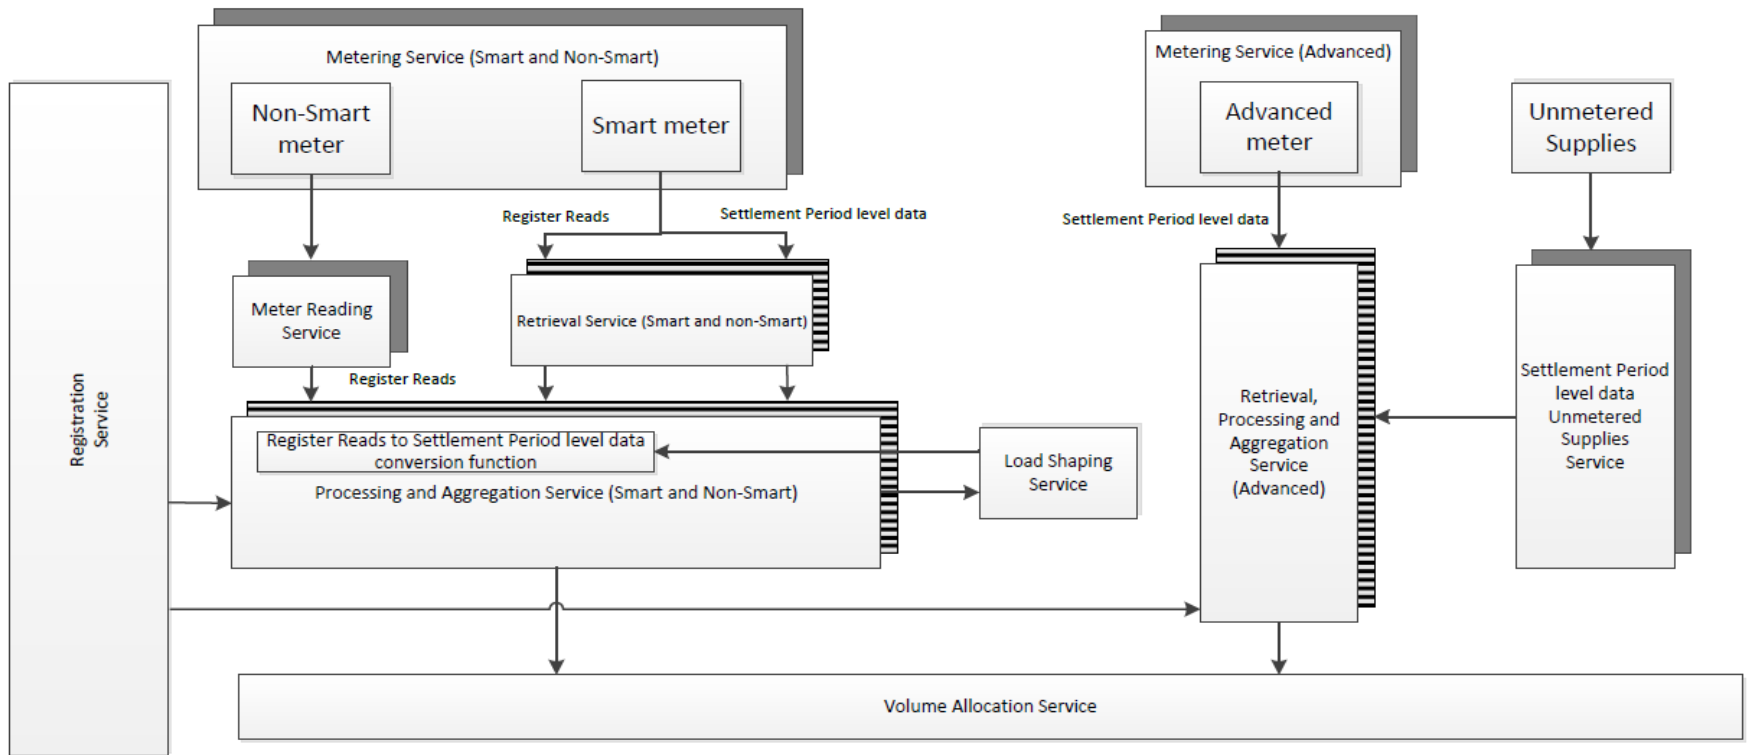 Metering Service (Smart and Non-Smart)
Metering Service (Advanced)
Non-Smart
meter
Smart meter
Advanced
meter
Unmetered
Supplies
Register Reads
Settlement Period level data
Settlement Period level data
Meter Reading
Service
Retrieval Service (Smart and non-Smart)
Register Reads
Registration
Service
Register Reads to Settlement Period level data
conversion function
Processing and Aggregation Service (Smart and Non-Smart)
Load Shaping
Service
Retrieval,
Processing and
Aggregation
Service
(Advanced)
Settlement Period
level data
Unmetered
Supplies
Service
Volume Allocation Service